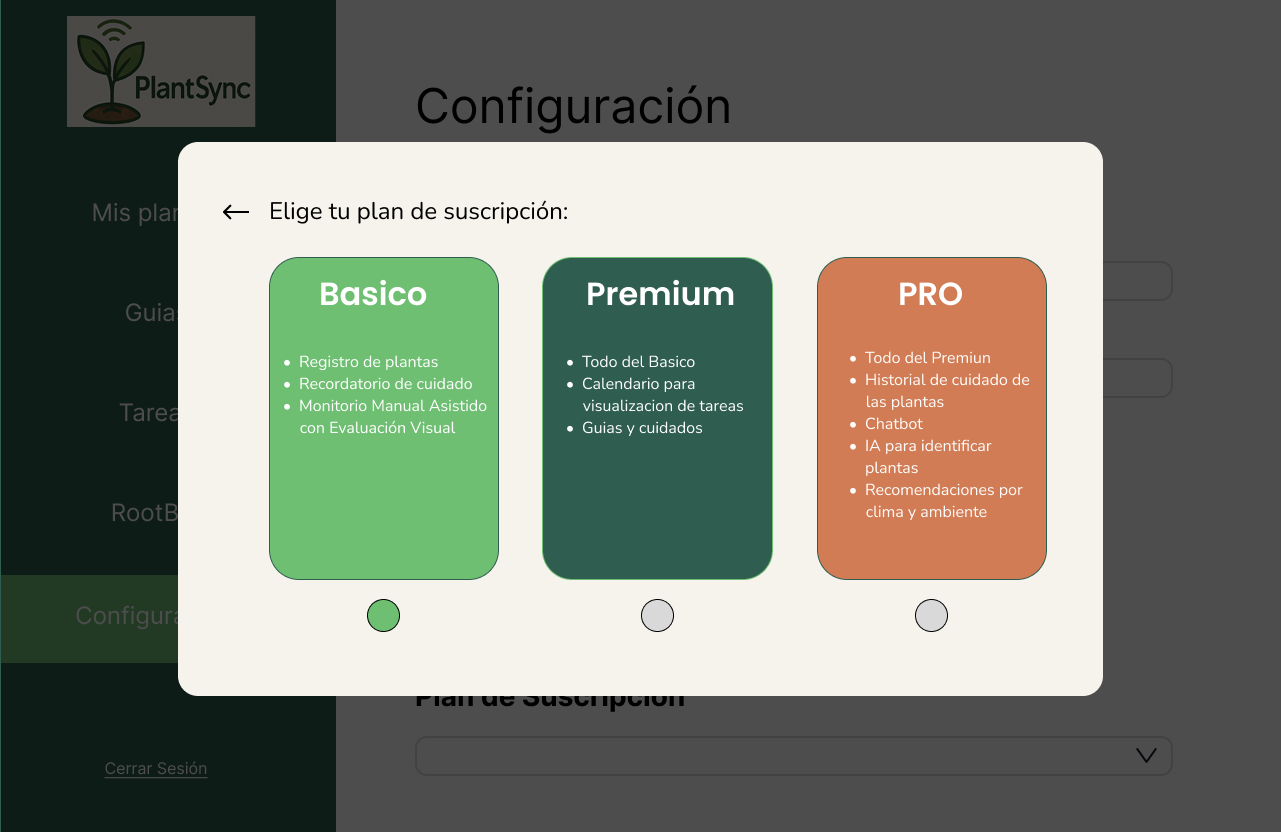 PlantSync
Configuración
Mis plan
Guias
Tarea
RootB
Configura
Cerrar Sesión
Elige tu plan de suscripción:
Basico
• Registro de plantas
• Recordatorio de cuidado
• Monitorio Manual Asistido
con Evaluación Visual
Premium
• Todo del Basico
• Calendario para
visualizacion de tareas
• Guias y cuidados
PRO
• Todo del Premiun
• Historial de cuidado de
las plantas
• Chatbot
• IA para identificar
plantas
• Recomendaciones por
clima y ambiente
Plan de Suscripción